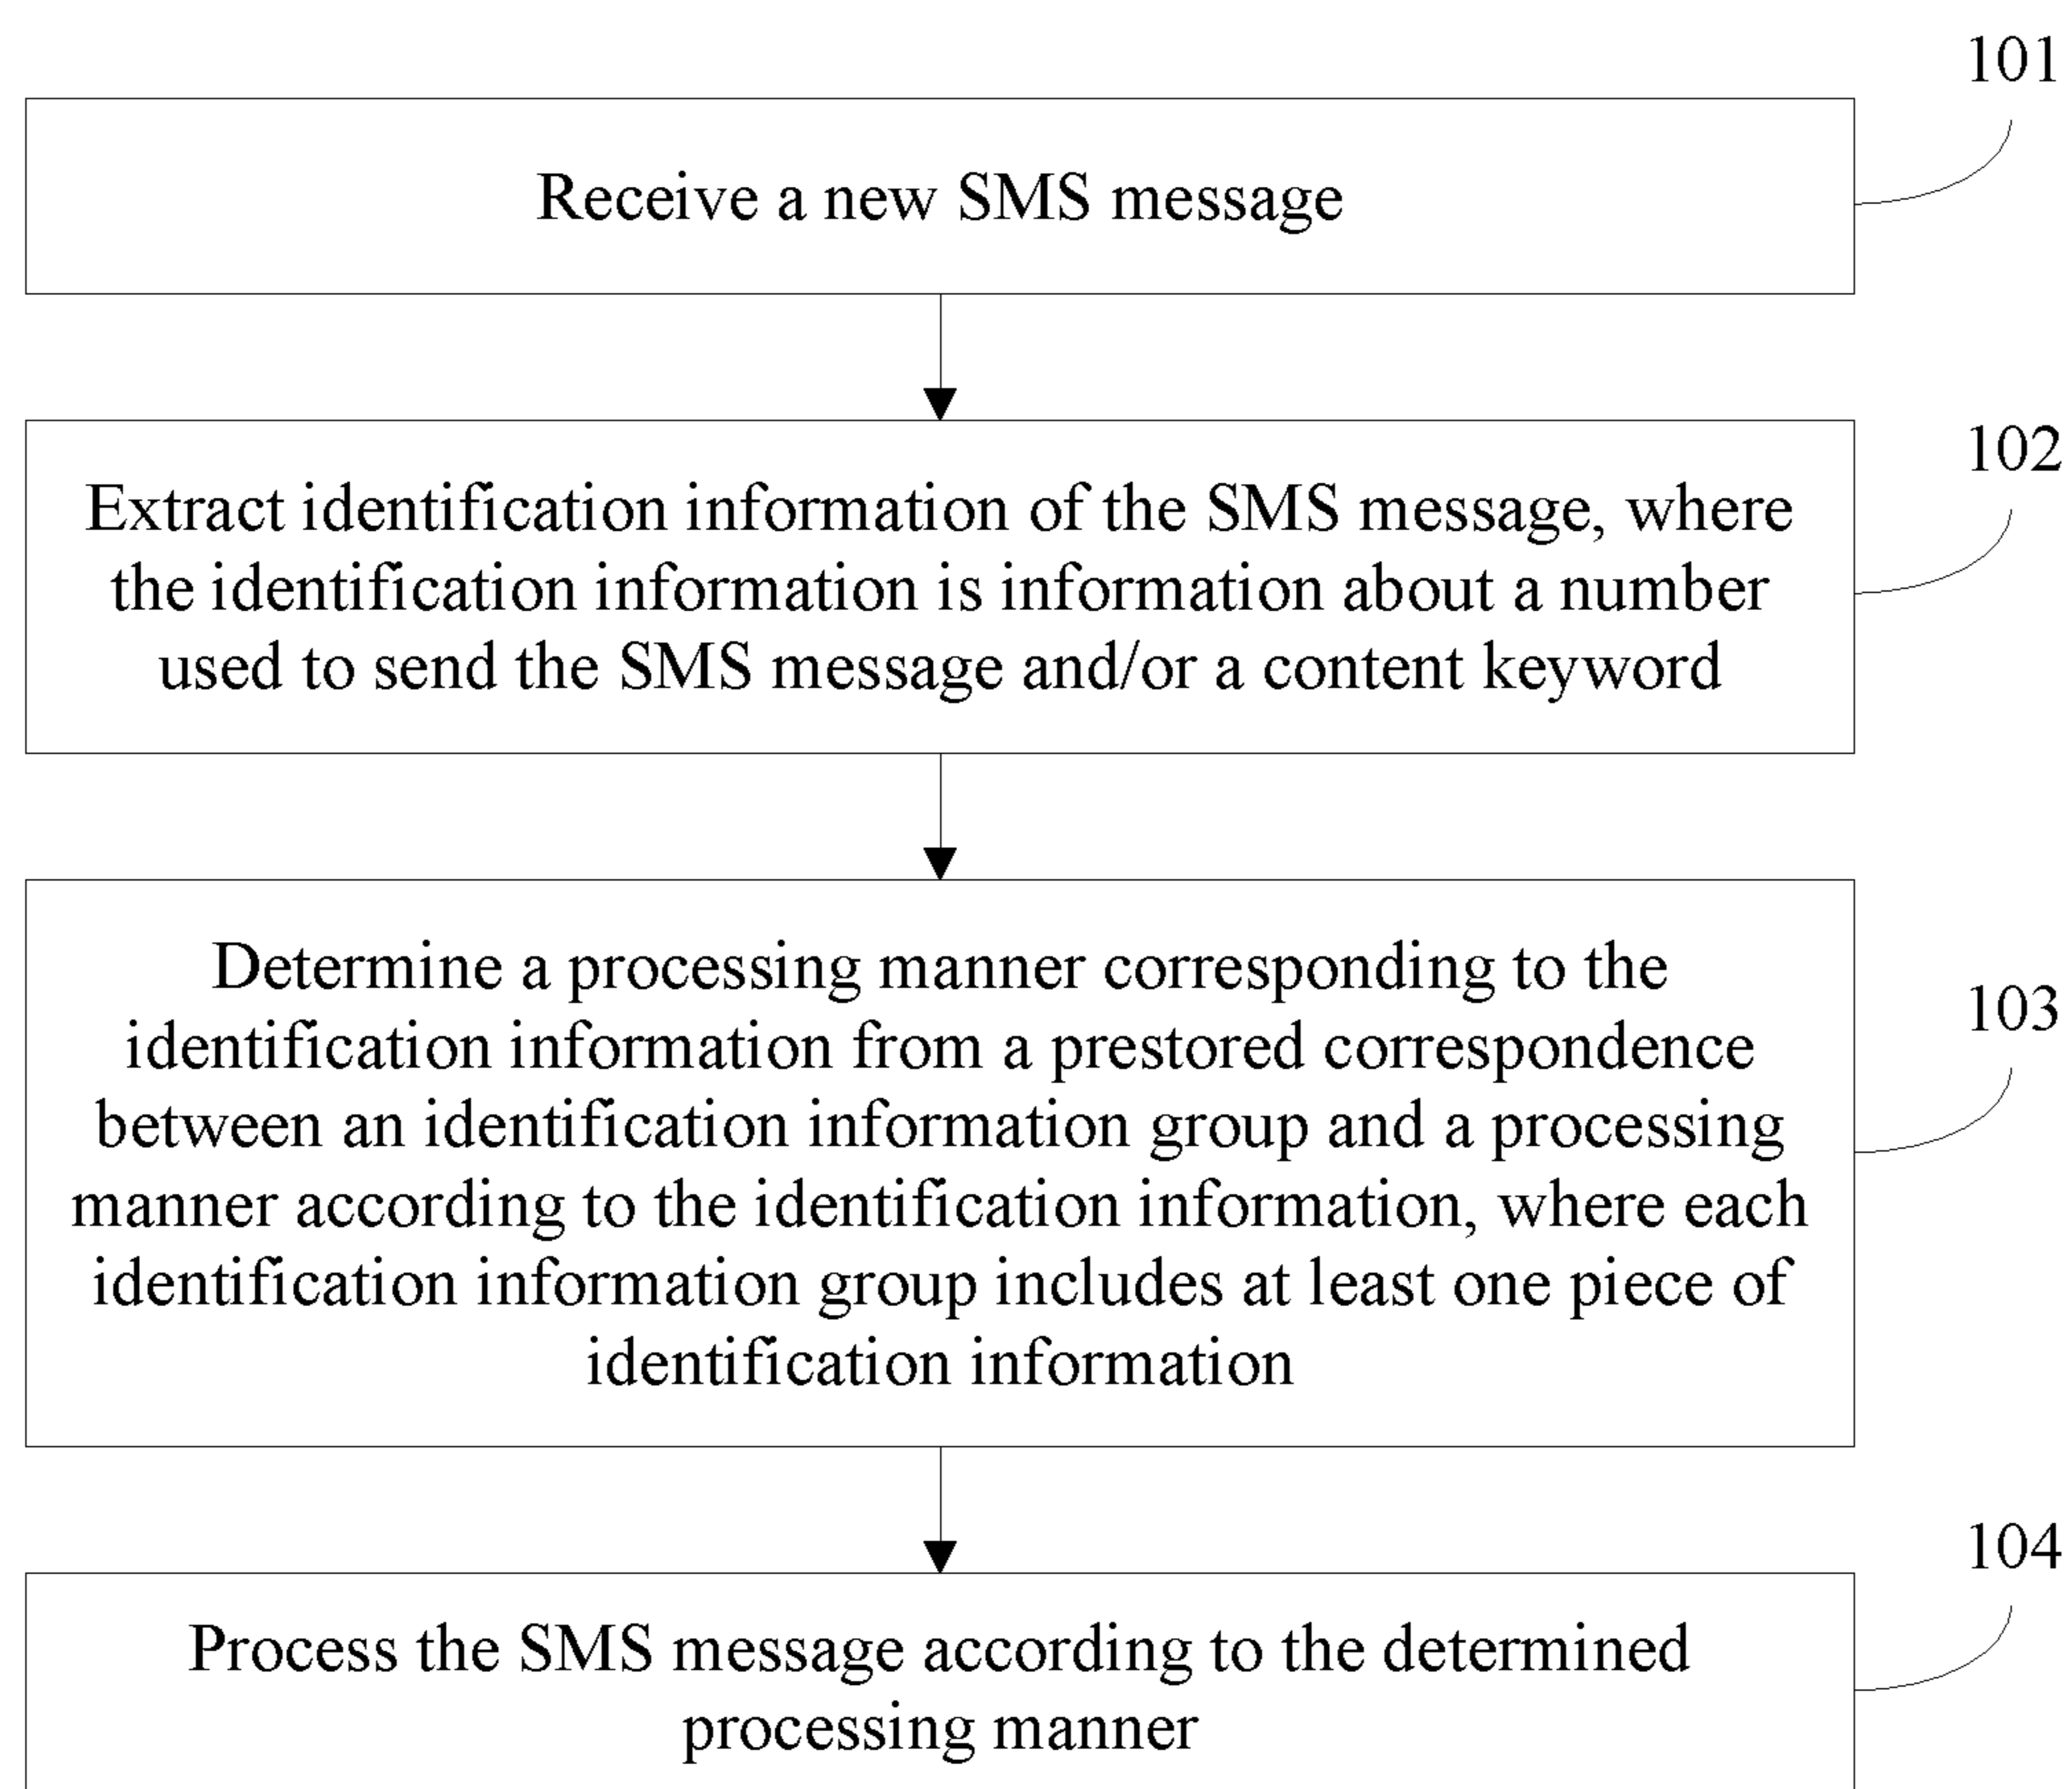 101
Receive a new SMS message
102
Extract identification information of the SMS message, where
the identification information is information about a number
used to send the SMS message and/or a content keyword
103
Determine a processing manner corresponding to the
identification information from a prestored correspondence
between an identification information group and a processing
manner according to the identification information, where each
identification information group includes at least one piece of
identification information
104
Process the SMS message according to the determined
processing manner